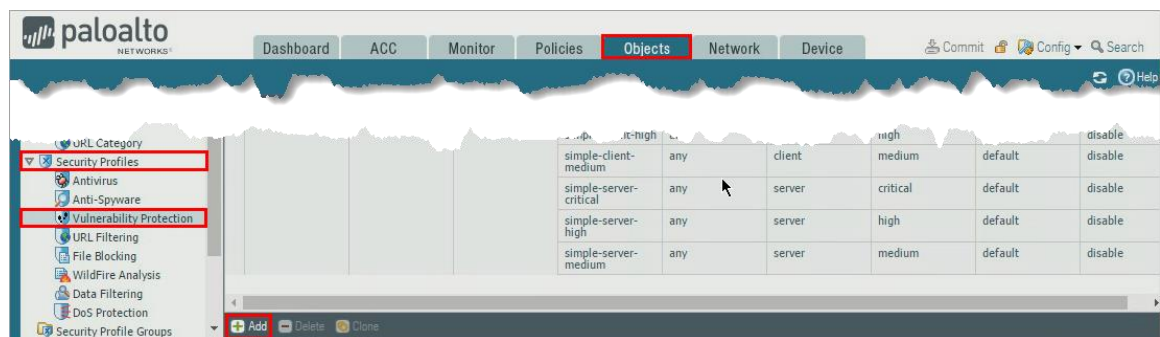 paloalto
NETWORKS
Dashboard ACC Monitor Policies Objects Network Device Commit Config Search
Help
URL Category high disable
Security Profiles simple-client-medium any client medium default disable
Antivirus
Anti-Spyware simple-server-critical any server critical default disable
Vulnerability Protection
URL Filtering simple-server-high any server high default disable
File Blocking simple-server-medium any server medium default disable
WildFire Analysis
Data Filtering
DoS Protection
Security Profile Groups Add Delete Clone